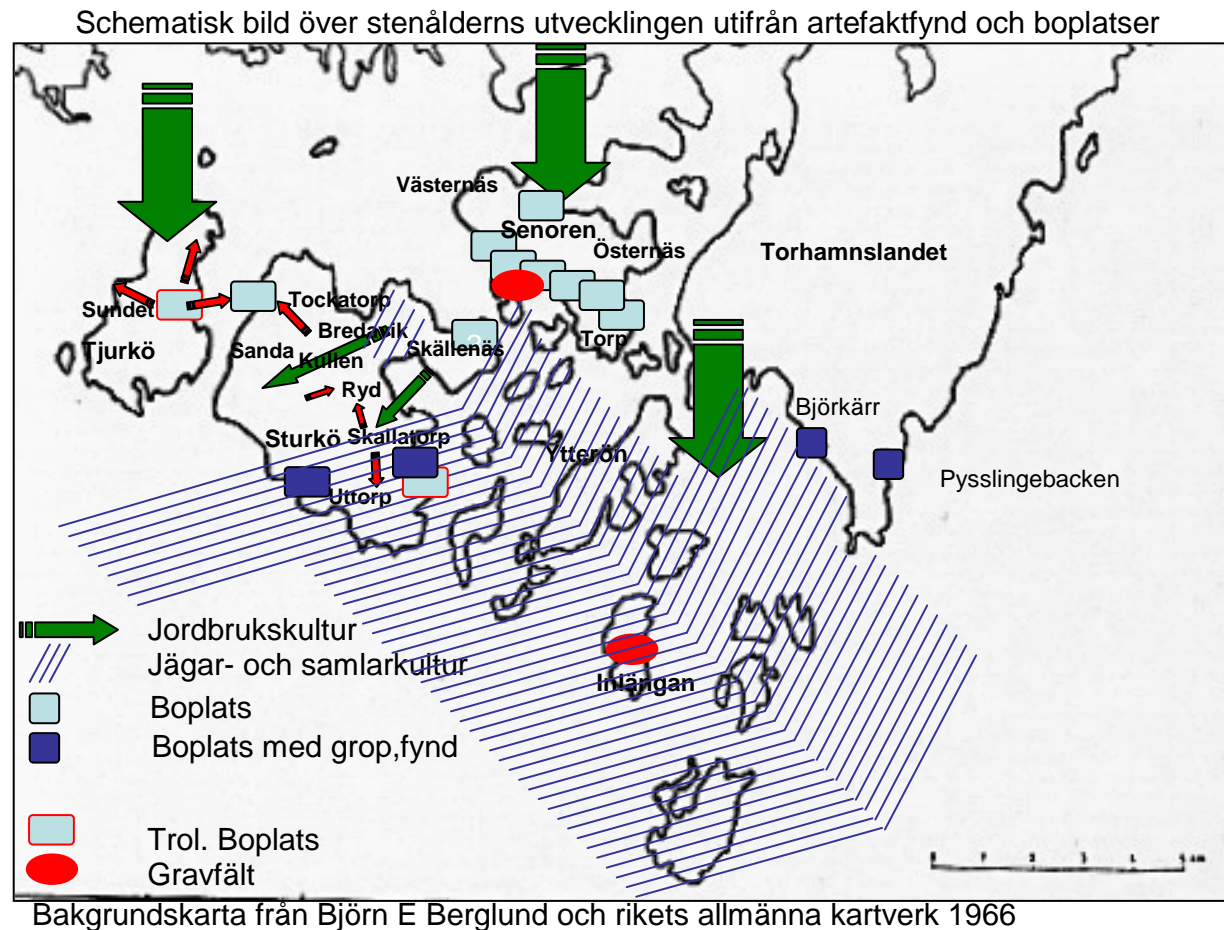 Schematisk bild över stenålderns utvecklingen utifrån artefaktfynd och boplatser
Västernäs
Senoren
Östernäs
Torhamnslandet
Sundet
Tockatorp
Bredavik
Tjurkö
Sanda
Kullen
Skällenäs
Torp
Ryd
Björkärr
Sturkö
Skallatorp
Ytterön
Pysslingebacken
Uttorp
Inlängan
Jordbrukskultur
Jägar- och samlarkultur
Boplats
Boplats med grop,fynd
Trol. Boplats
Gravfält
Bakgrundskarta från Björn E Berglund och rikets allmänna kartverk 1966